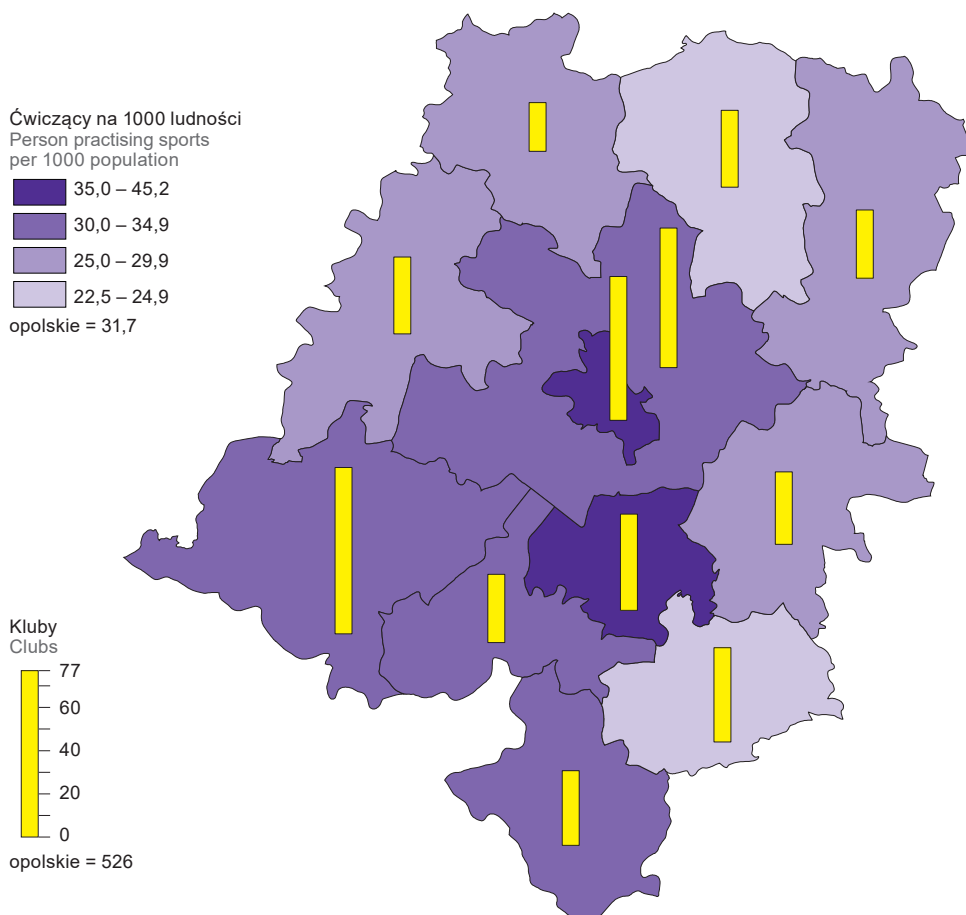 Ćwiczący na 1000 ludności
Person practising sports
per 1000 population
35,0 – 45,2
30,0 – 34,9
25,0 – 29,9
22,5 – 24,9
opolskie = 31,7
Kluby
Clubs
77
60
40
20
0
opolskie = 526